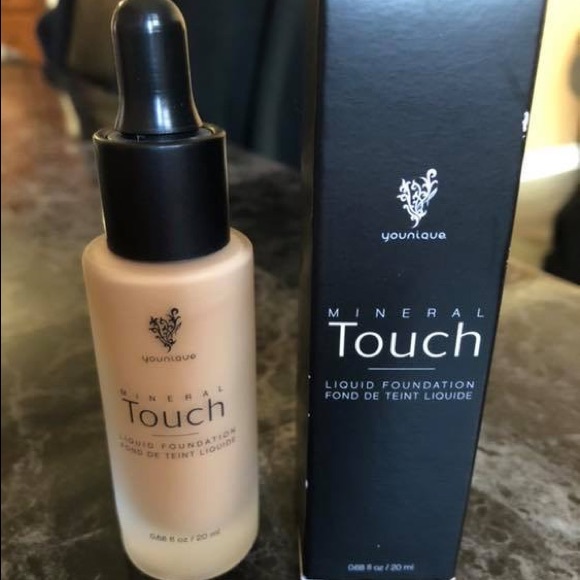 younique
MINERAL
Touch
LIQUID FOUNDATION
FOND DE TEINT LIQUIDE
0.68 fl oz / 20 ml
younique
MINERAL
Touch
LIQUID FOUNDATION
FOND DE TEINT LIQUIDE
0.68 fl oz / 20 ml